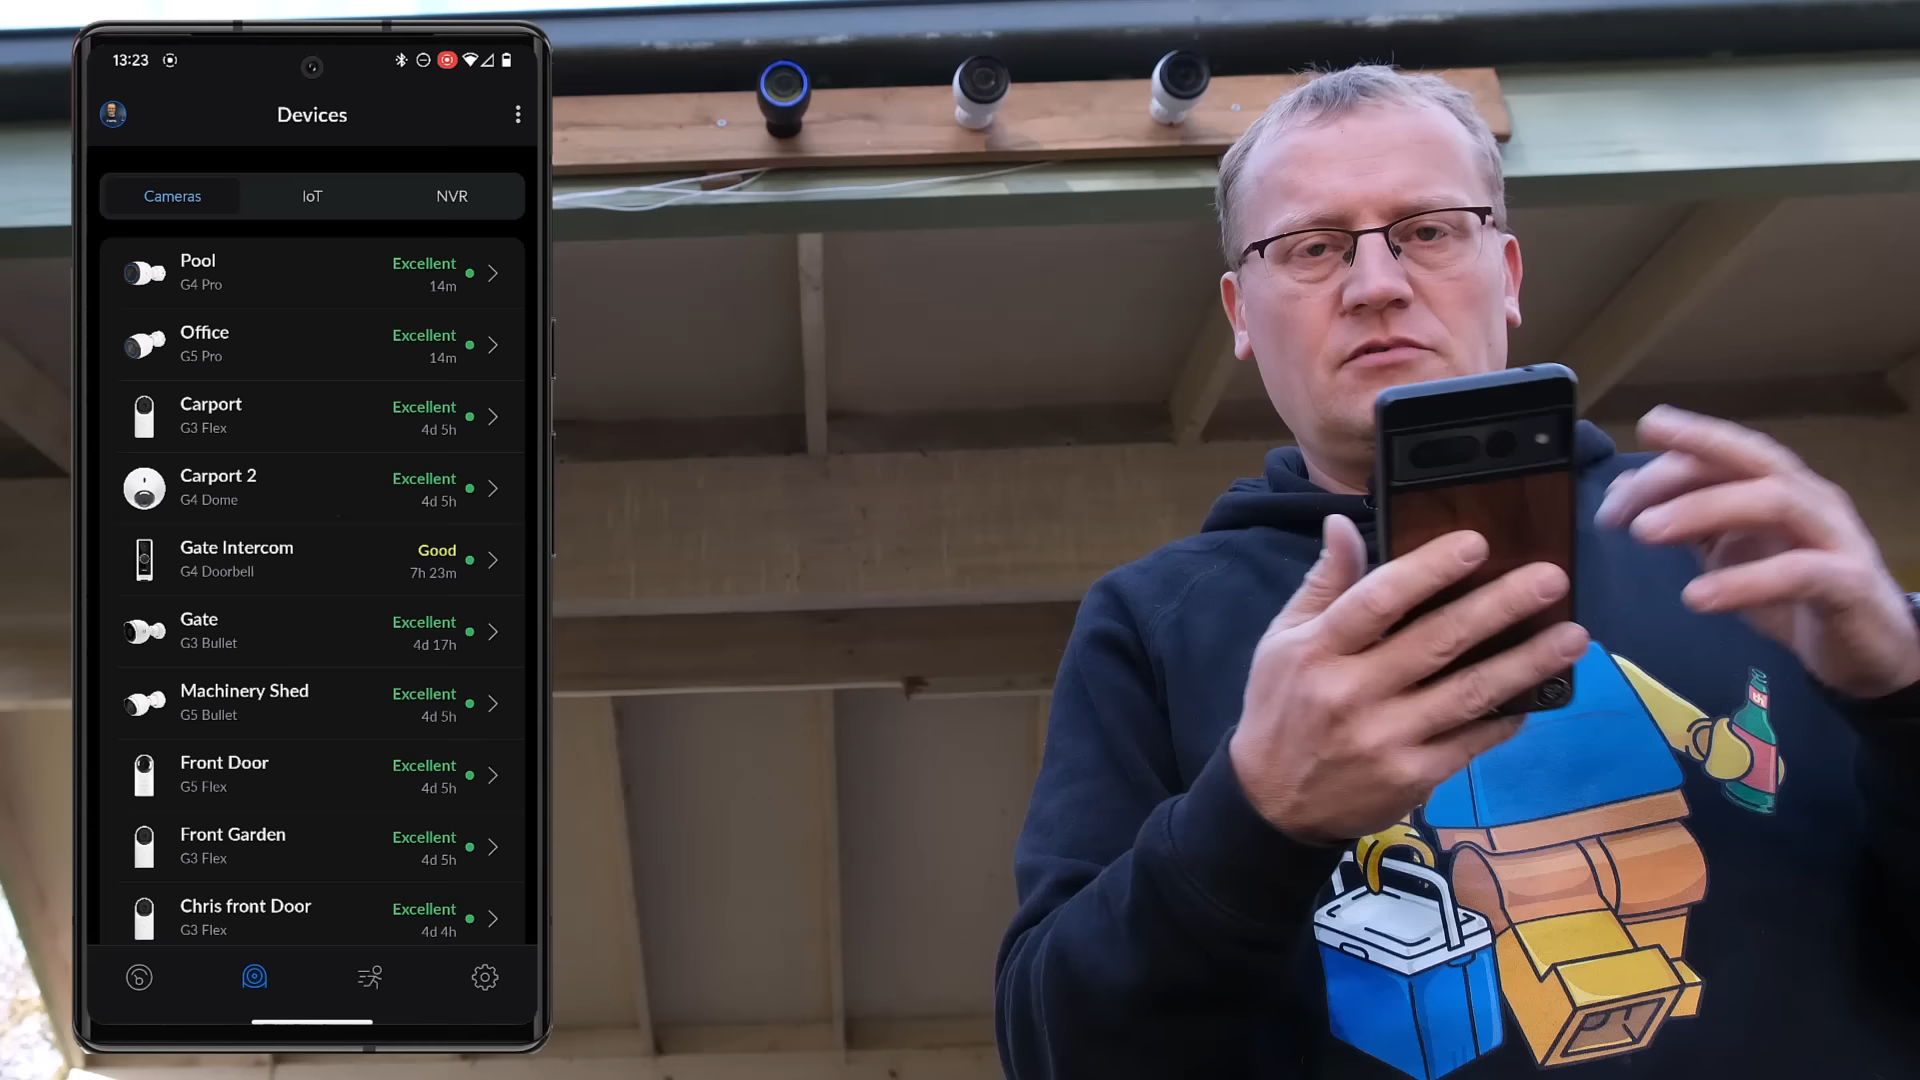 13:23
Devices
Cameras
IoT
NVR
Pool
G4 Pro
Excellent
14m
Office
G5 Pro
Excellent
14m
Carport
G3 Flex
Excellent
4d 5h
Carport 2
G4 Dome
Excellent
4d 5h
Gate Intercom
G4 Doorbell
Good
7h 23m
Gate
G3 Bullet
Excellent
4d 17h
Machinery Shed
G5 Bullet
Excellent
4d 5h
Front Door
G5 Flex
Excellent
4d 5h
Front Garden
G3 Flex
Excellent
4d 5h
Chris front Door
G3 Flex
Excellent
4d 4h